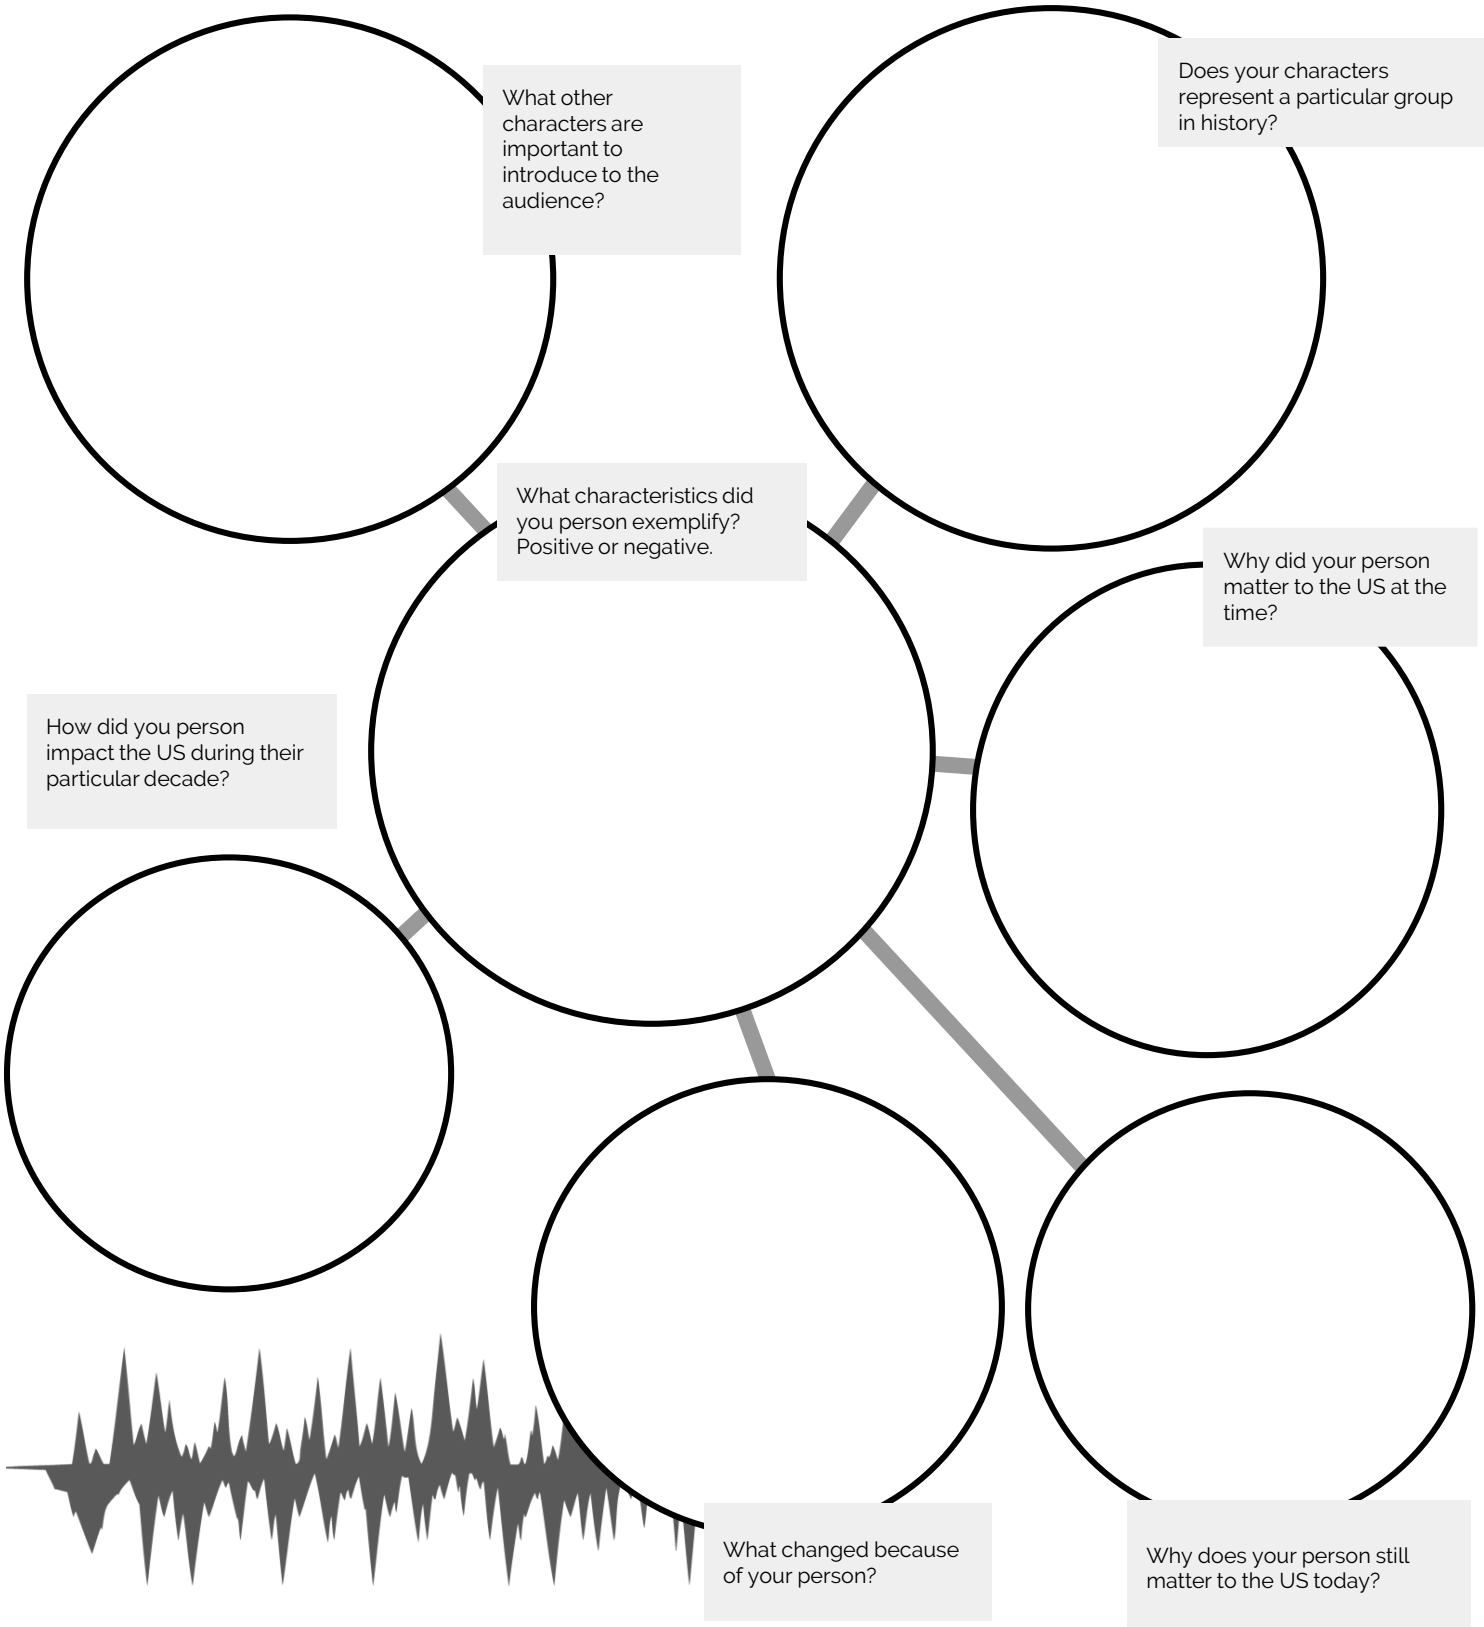 What other
characters are
important to
introduce to the
audience?
Does your characters
represent a particular group
in history?
What characteristics did
you person exemplify?
Positive or negative.
Why did your person
matter to the US at the
time?
How did you person
impact the US during their
particular decade?
What changed because
of your person?
Why does your person still
matter to the US today?